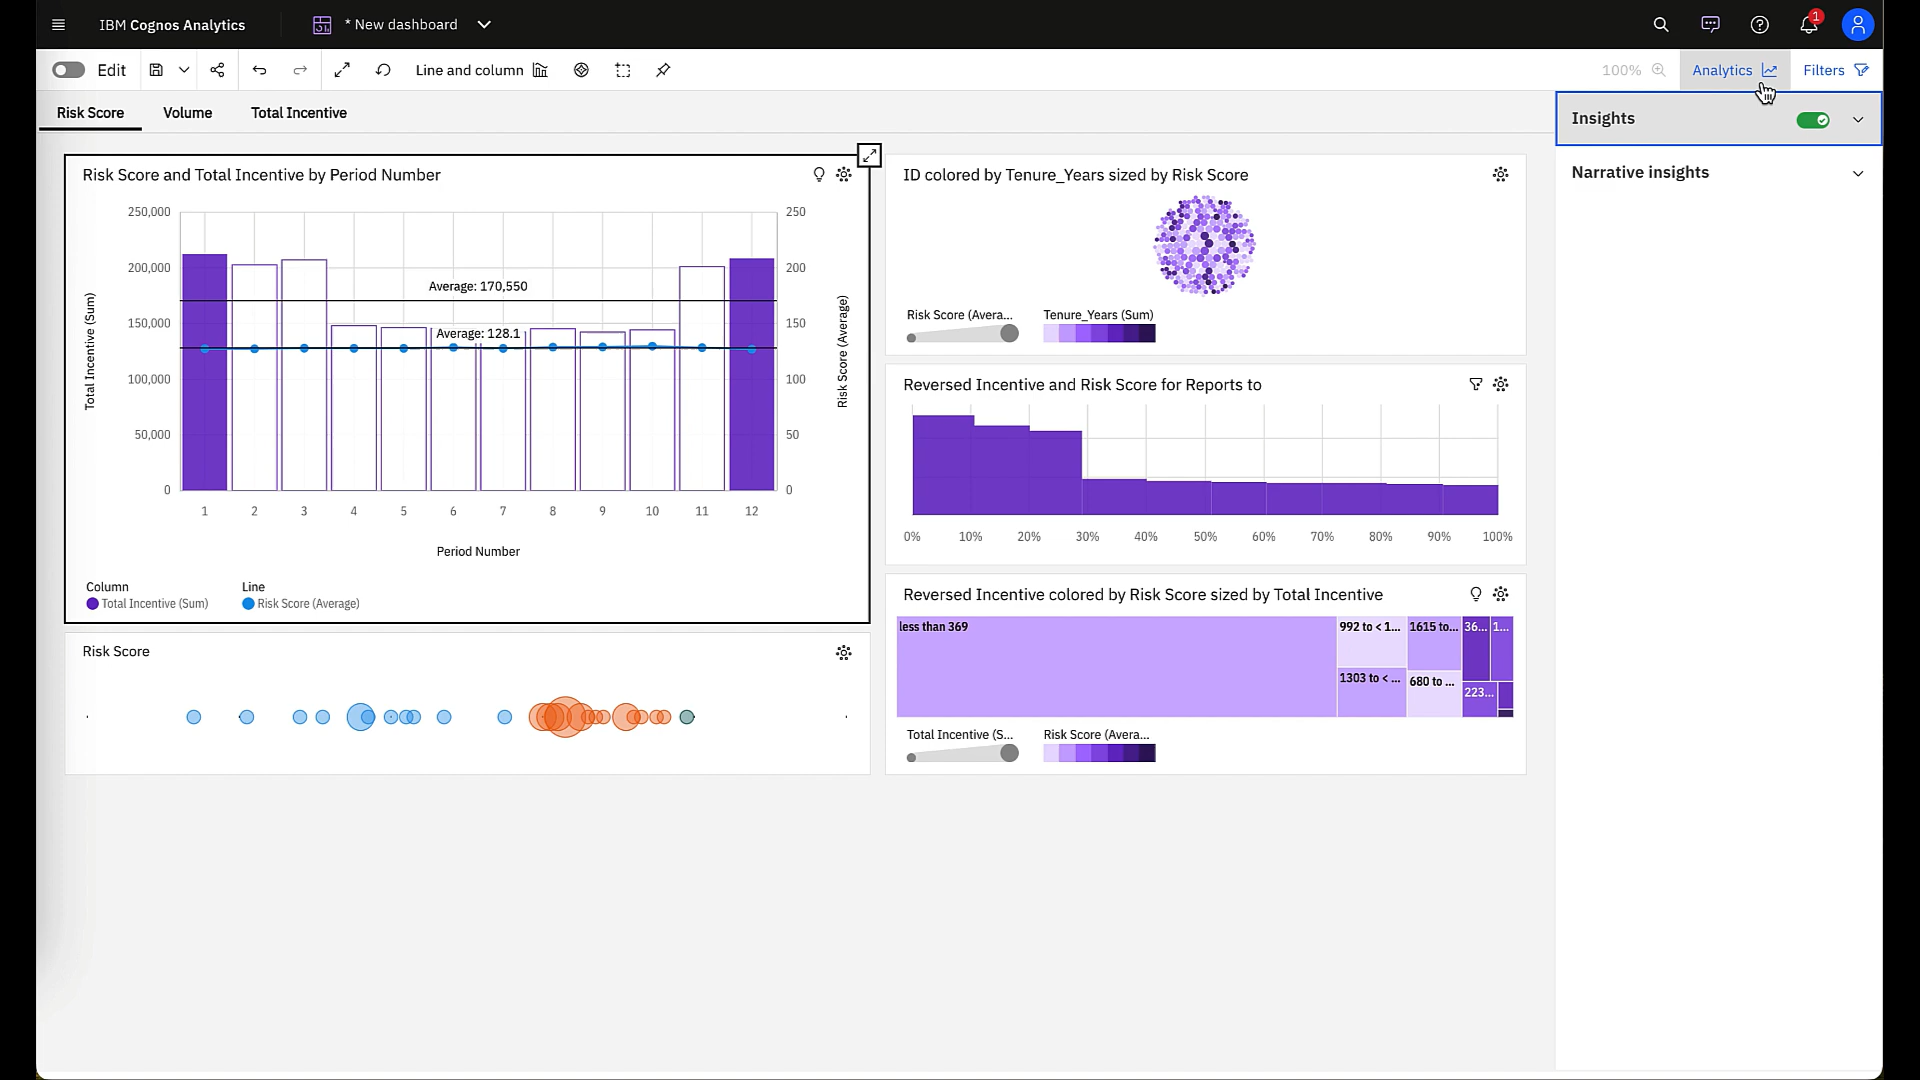 IBM Cognos Analytics
* New dashboard
1
Edit
Line and column
100%
Analytics
Filters
Risk Score
Volume
Total Incentive
Insights
Narrative insights
Risk Score and Total Incentive by Period Number
250,000
200,000
150,000
100,000
50,000
0
Total Incentive (Sum)
Average: 170,550
Average: 128.1
250
200
150
100
50
0
Risk Score (Average)
1 2 3 4 5 6 7 8 9 10 11 12
Period Number
Column
Total Incentive (Sum)
Line
Risk Score (Average)
Risk Score
ID colored by Tenure_Years sized by Risk Score
Risk Score (Avera...
Tenure_Years (Sum)
Reversed Incentive and Risk Score for Reports to
0% 10% 20% 30% 40% 50% 60% 70% 80% 90% 100%
Reversed Incentive colored by Risk Score sized by Total Incentive
less than 369
992 to < 1...
1615 to...
36...
1...
1303 to < ...
680 to ...
223...
Total Incentive (S...
Risk Score (Avera...